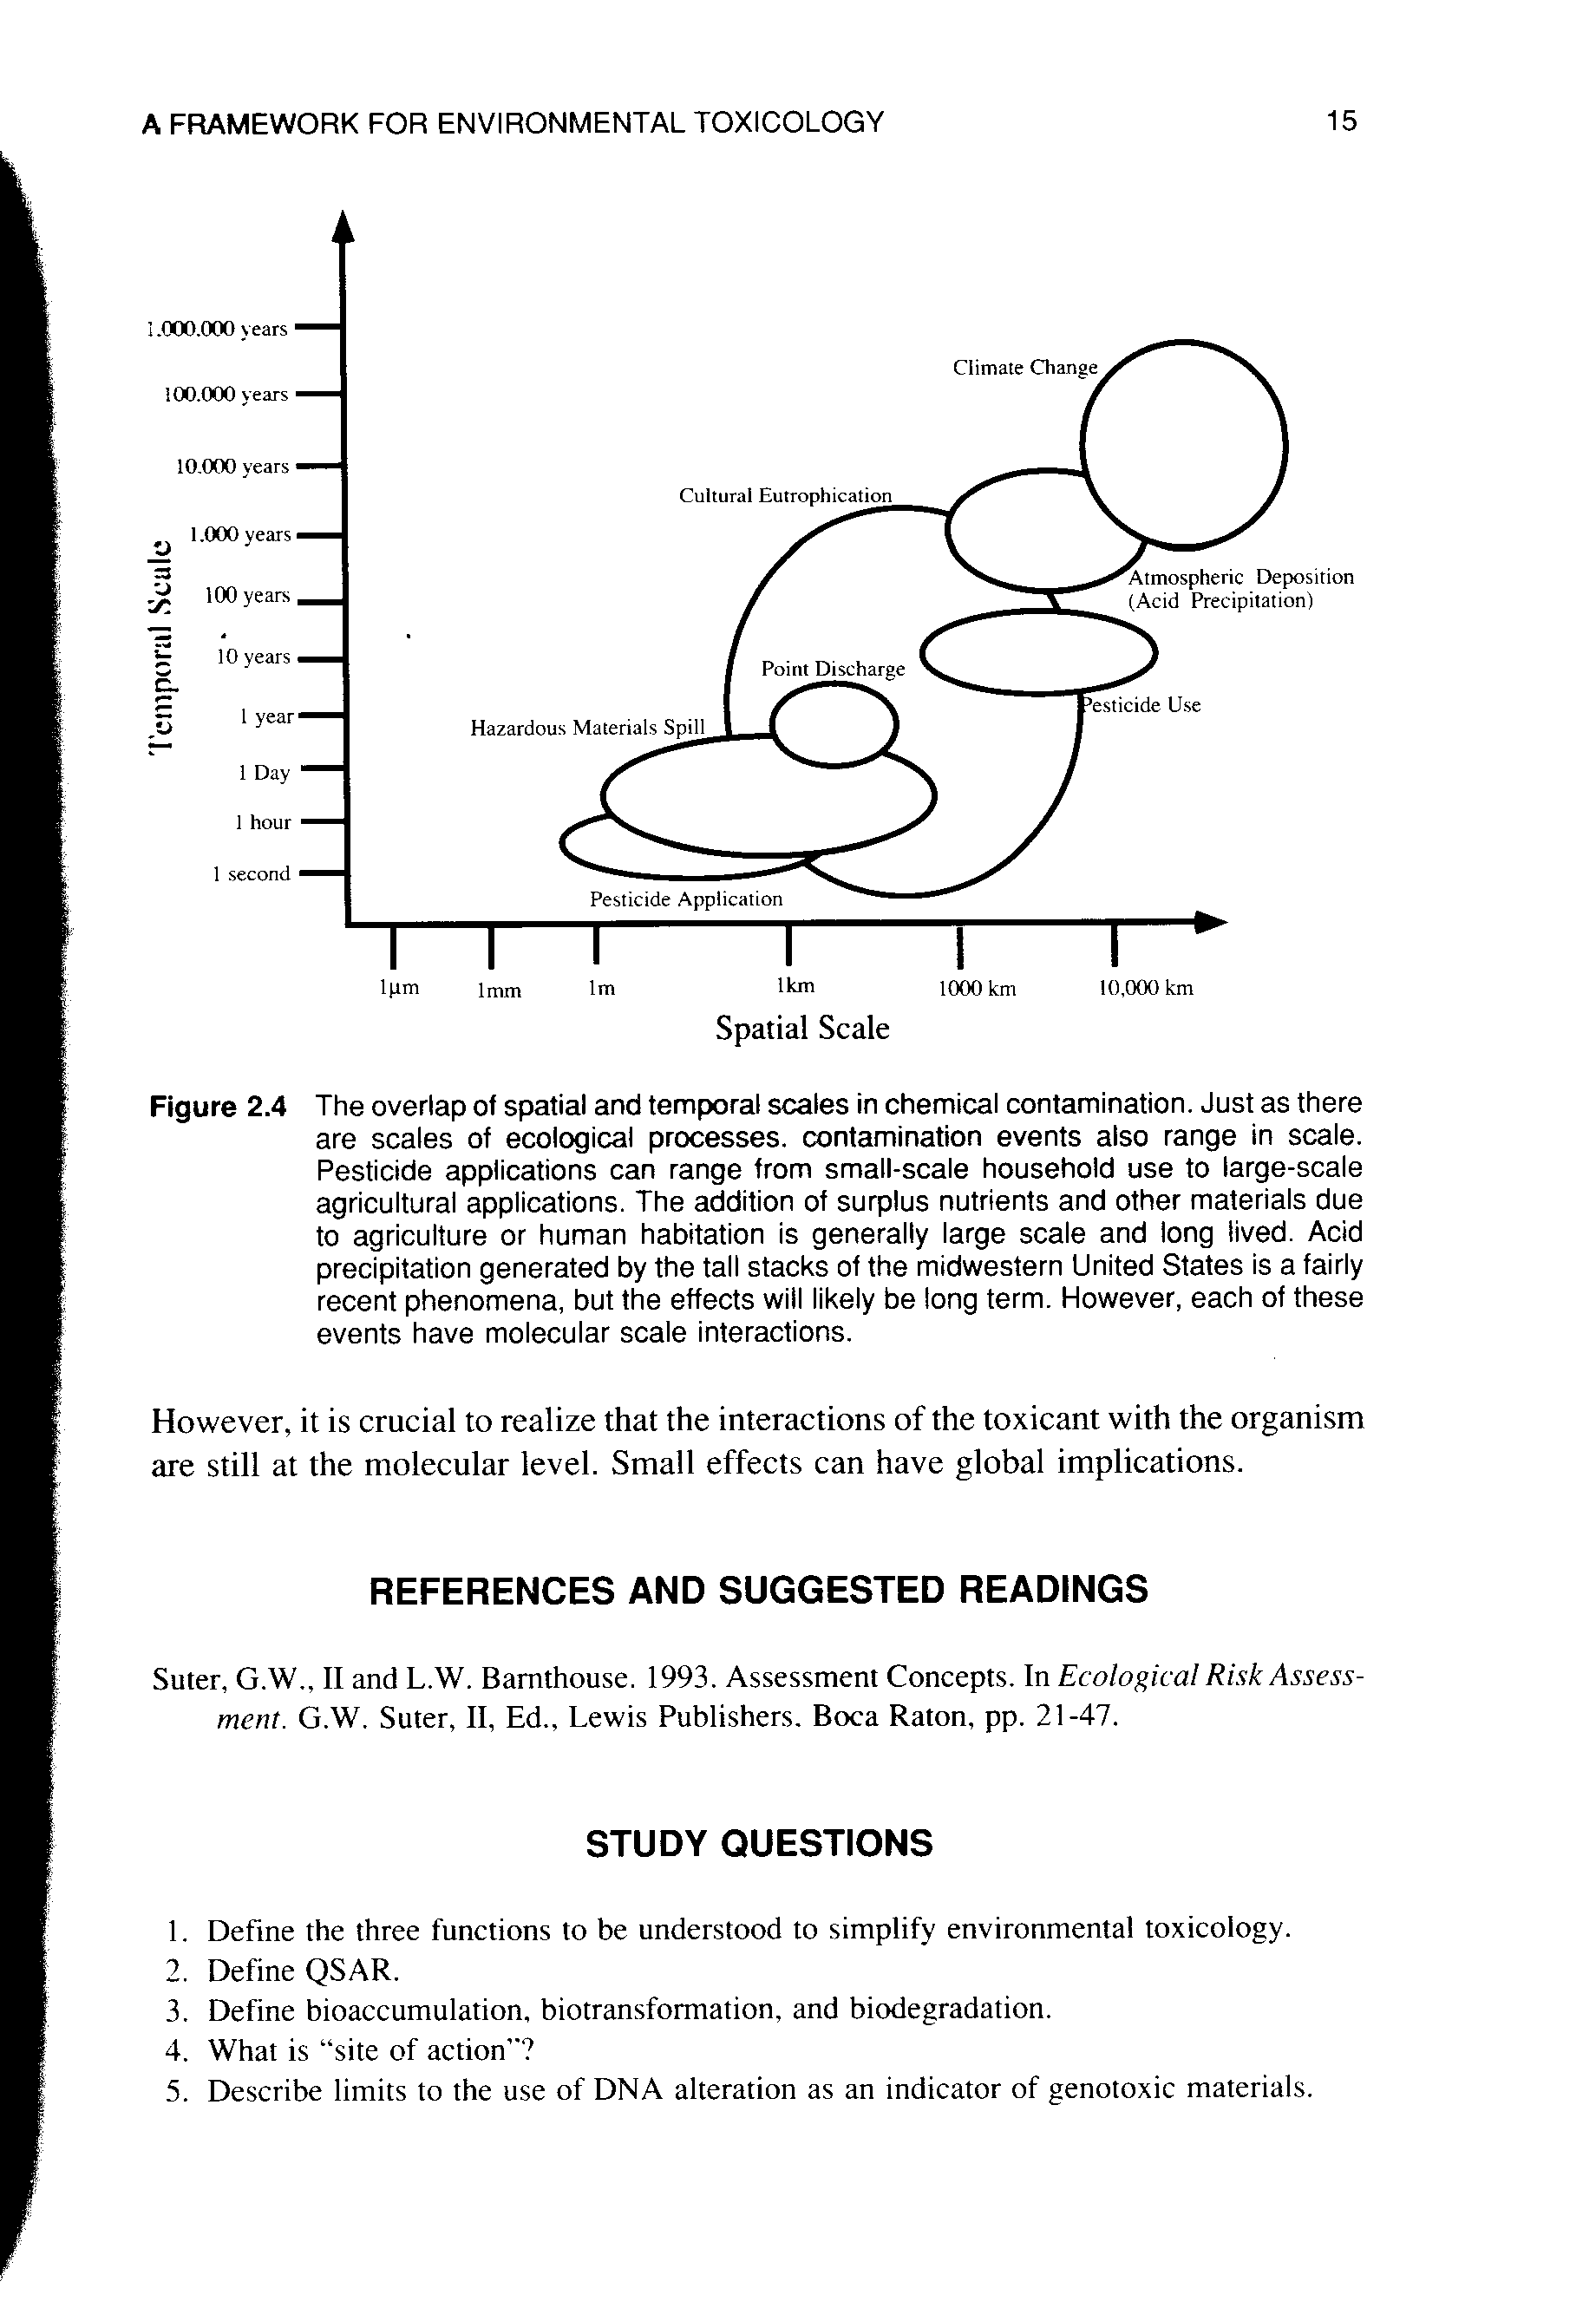 A FRAMEWORK FOR ENVIRONMENTAL TOXICOLOGY 15
1.000.000 years
100.000 years
10.000 years
1.000 years
100 years
10 years
1 year
1 Day
1 hour
1 second
Temporal Scale
Climate Change
Cultural Eutrophication
Atmospheric Deposition
(Acid Precipitation)
Point Discharge
Pesticide Use
Hazardous Materials Spill
Pesticide Application
1μm 1mm 1m 1km 1000 km 10,000 km
Spatial Scale
Figure 2.4 The overlap of spatial and temporal scales in chemical contamination. Just as there
are scales of ecological processes. contamination events also range in scale.
Pesticide applications can range from small-scale household use to large-scale
agricultural applications. The addition of surplus nutrients and other materials due
to agriculture or human habitation is generally large scale and long lived. Acid
precipitation generated by the tall stacks of the midwestern United States is a fairly
recent phenomena, but the effects will likely be long term. However, each of these
events have molecular scale interactions.
However, it is crucial to realize that the interactions of the toxicant with the organism
are still at the molecular level. Small effects can have global implications.
REFERENCES AND SUGGESTED READINGS
Suter, G.W., II and L.W. Barnthouse. 1993. Assessment Concepts. In Ecological Risk Assess-
ment. G.W. Suter, II, Ed., Lewis Publishers. Boca Raton, pp. 21-47.
STUDY QUESTIONS
1. Define the three functions to be understood to simplify environmental toxicology.
2. Define QSAR.
3. Define bioaccumulation, biotransformation, and biodegradation.
4. What is “site of action”?
5. Describe limits to the use of DNA alteration as an indicator of genotoxic materials.